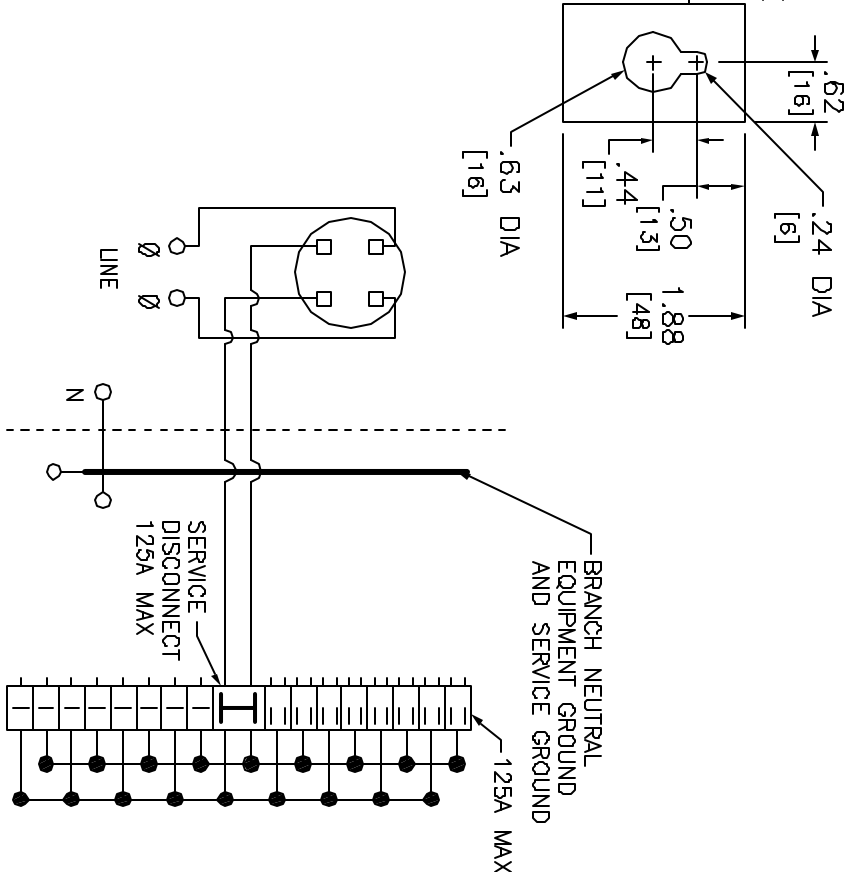 .62
[16]
.24 DIA
[6]
.63 DIA
[16]
.44
[11]
.50
[13]
1.88
[48]
LINE
Ø
Ø
N
SERVICE
DISCONNECT
125A MAX
BRANCH NEUTRAL
EQUIPMENT GROUND
AND SERVICE GROUND
125A MAX